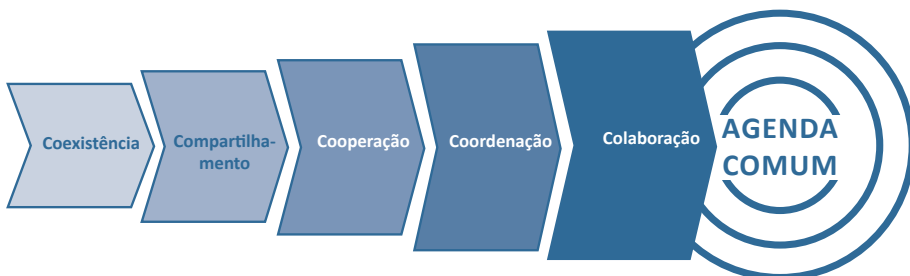 Coexistência
Compartilha-
mento
Cooperação
Coordenação
Colaboração
AGENDA
COMUM